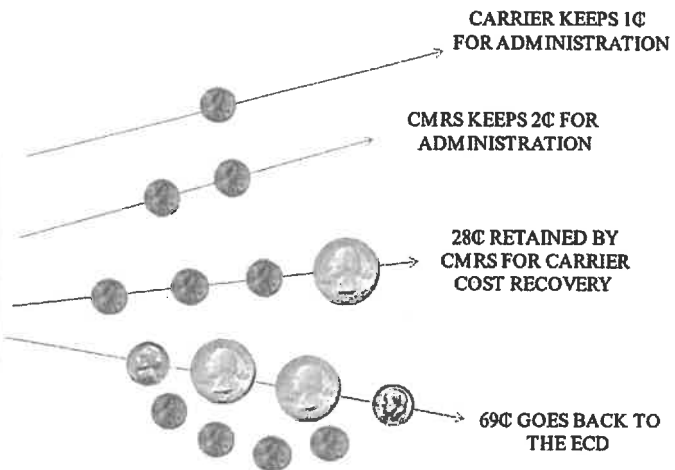 CARRIER KEEPS 1₵
FOR ADMINISTRATION
CMRS KEEPS 2₵ FOR
ADMINISTRATION
28₵ RETAINED BY
CMRS FOR CARRIER
COST RECOVERY
69₵ GOES BACK TO
THE ECD